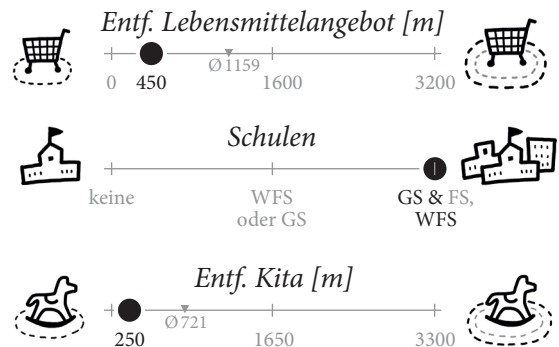 Entf. Lebensmittelangebot [m]
Ø 1159
0 450 1600 3200
Schulen
keine WFS GS & FS,
oder GS WFS
Entf. Kita [m]
Ø 721
250 1650 3300